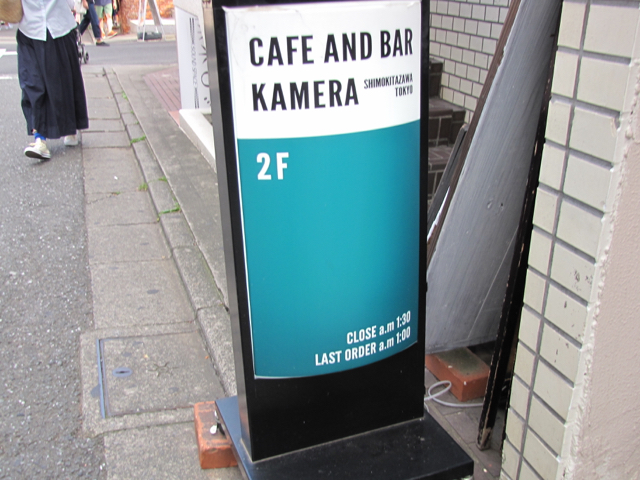 CAFE AND BAR
KAMERA SHIMOKITAZAWA
TOKYO
2F
CLOSE a.m 1:30
LAST ORDER a.m 1:00